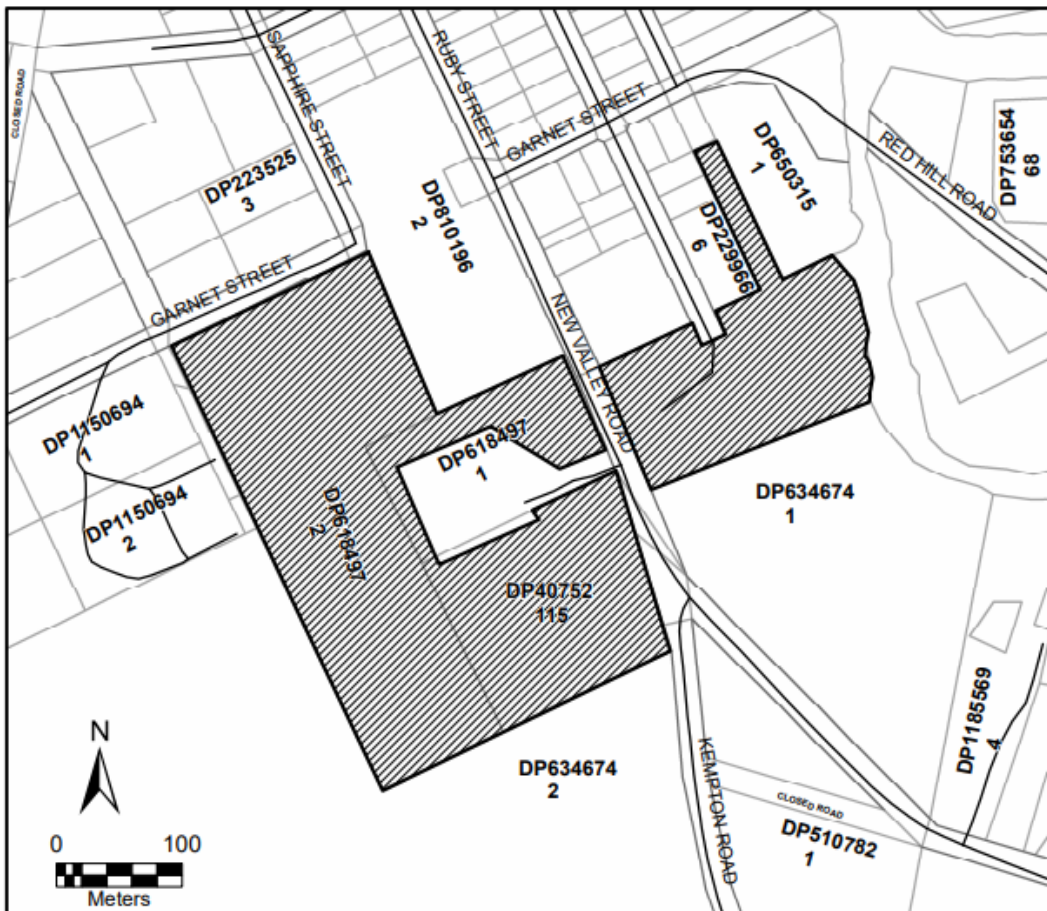 CLOSED ROAD
SAPPHIRE STREET
RUBY STREET
GARNET STREET
RED HILL ROAD
DP753654
68
DP650315
1
DP223525
3
DP810196
2
DP229966
6
GARNET STREET
NEW VALLEY ROAD
DP1150694
1
DP618497
1
DP1150694
2
DP618497
2
DP634674
1
DP40752
115
DP1185569
4
N
DP634674
2
KEMPTON ROAD
CLOSED ROAD
DP510782
1
0 100
Meters